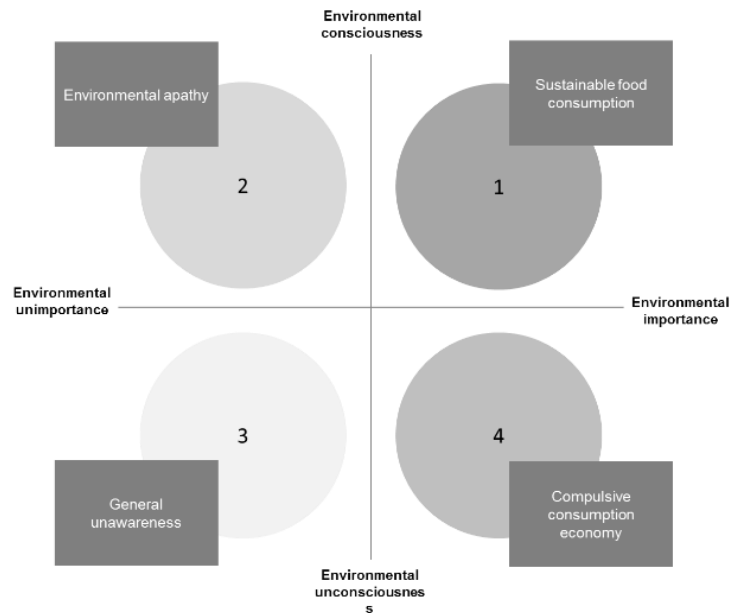 Environmental
consciousness
Environmental apathy
Sustainable food
consumption
2
1
Environmental
unimportance
Environmental
importance
3
4
General
unawareness
Compulsive
consumption
economy
Environmental
unconsciousnes
s